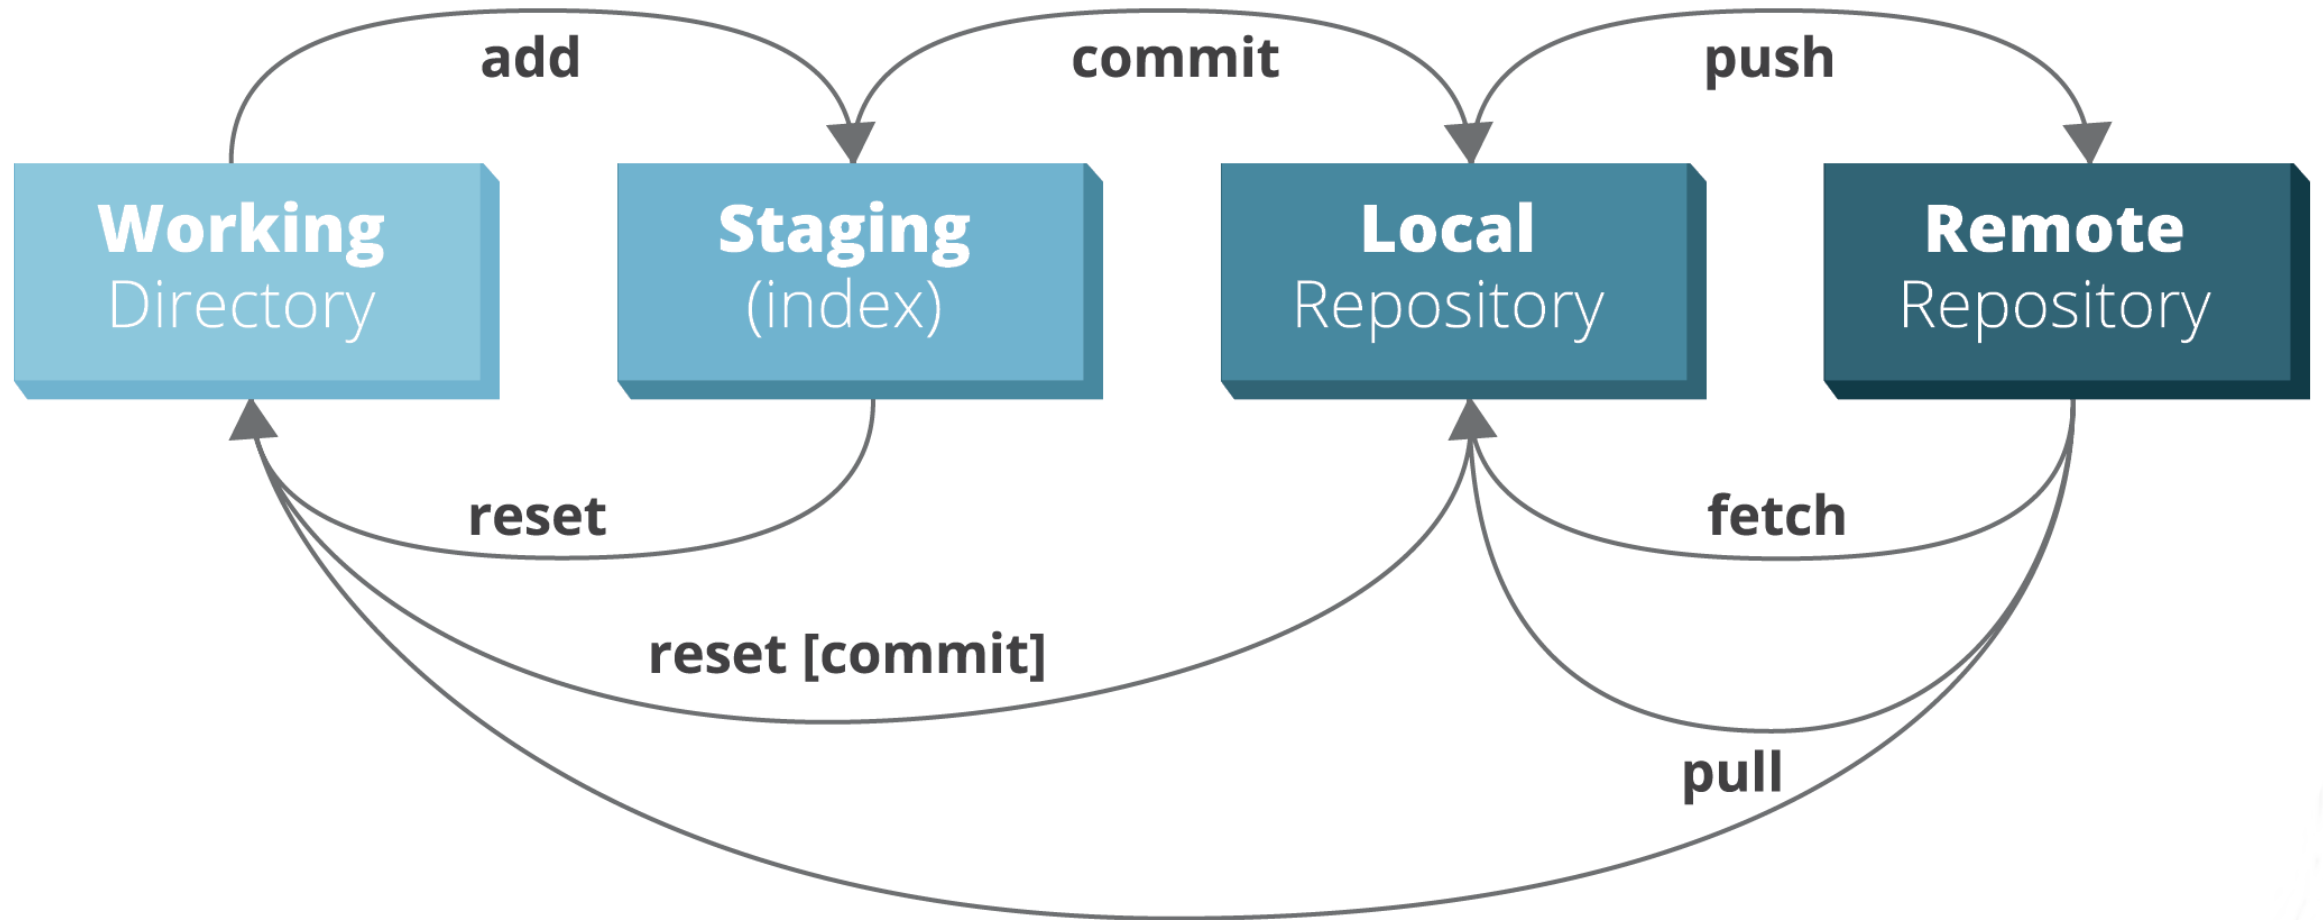 add
commit
push
Working
Directory
Staging
(index)
Local
Repository
Remote
Repository
reset
fetch
reset [commit]
pull